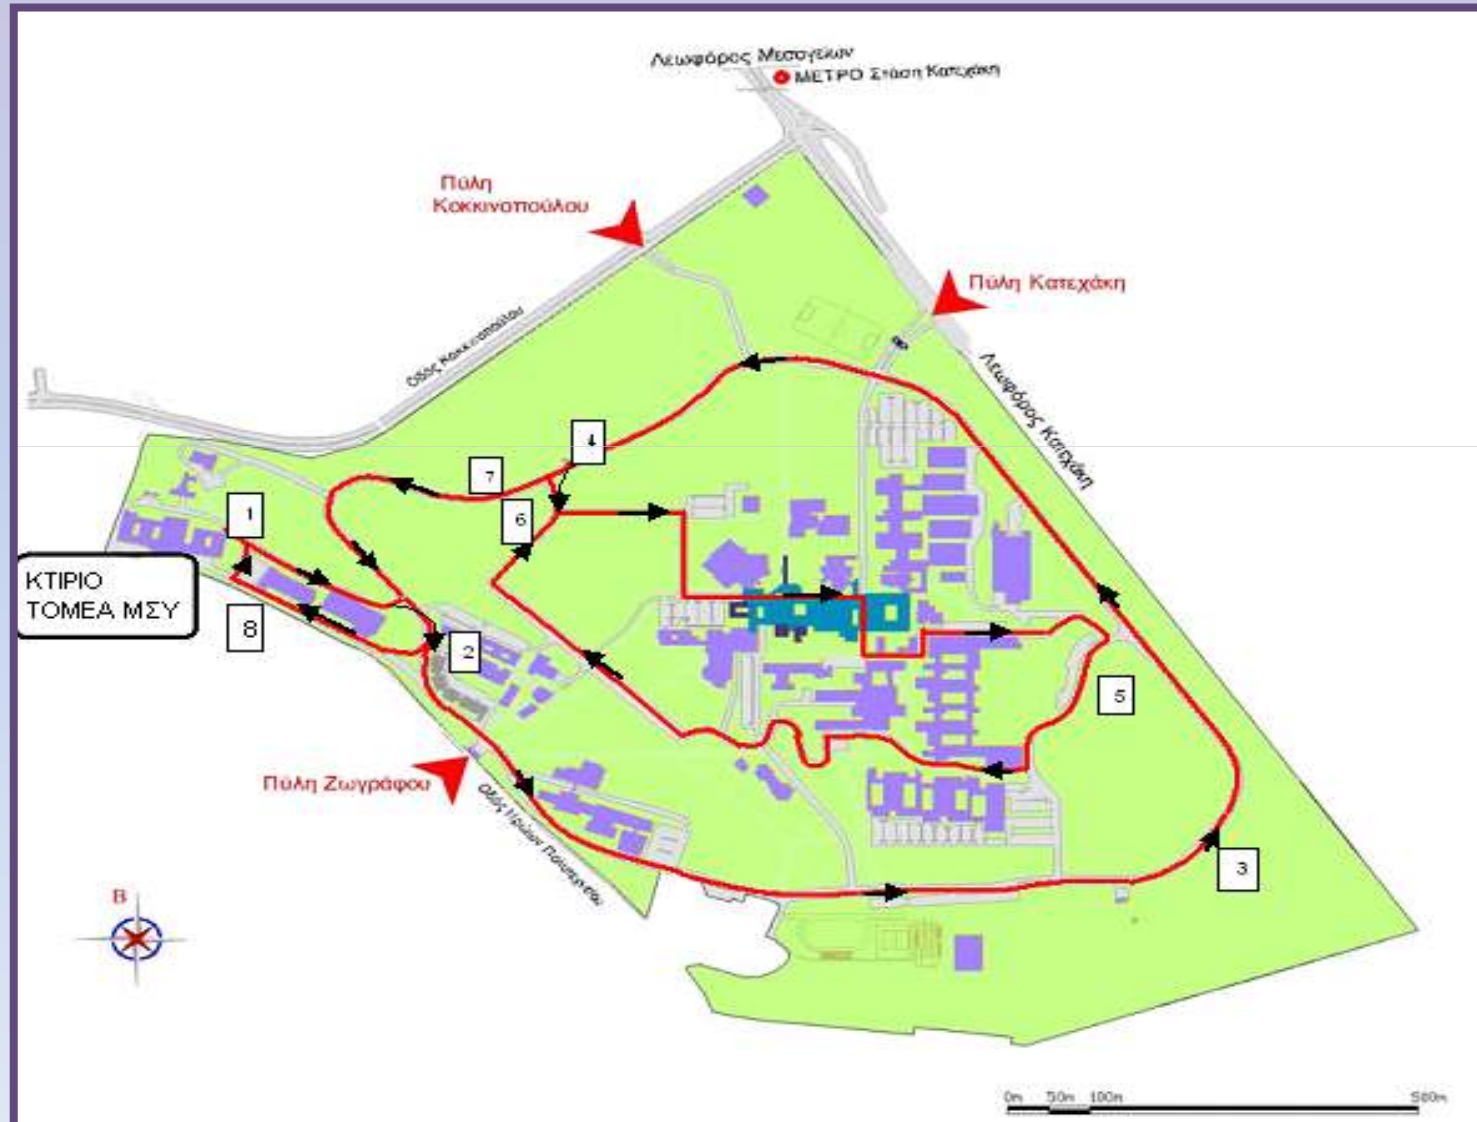 Λεωφόρος Μεσογείων
ΜΕΤΡΟ Στάση Κατεχάκη
Πύλη
Κοκκινοπούλου
Πύλη Κατεχάκη
Οδός Κοκκινοπούλου
Λεωφόρος Κατεχάκη
4
7
6
1
ΚΤΙΡΙΟ
ΤΟΜΕΑ ΜΣΥ
8
2
5
Πύλη Ζωγράφου
Οδός Ηρώων Πολυτεχνείου
3
Β
0m 50m 100m 500m